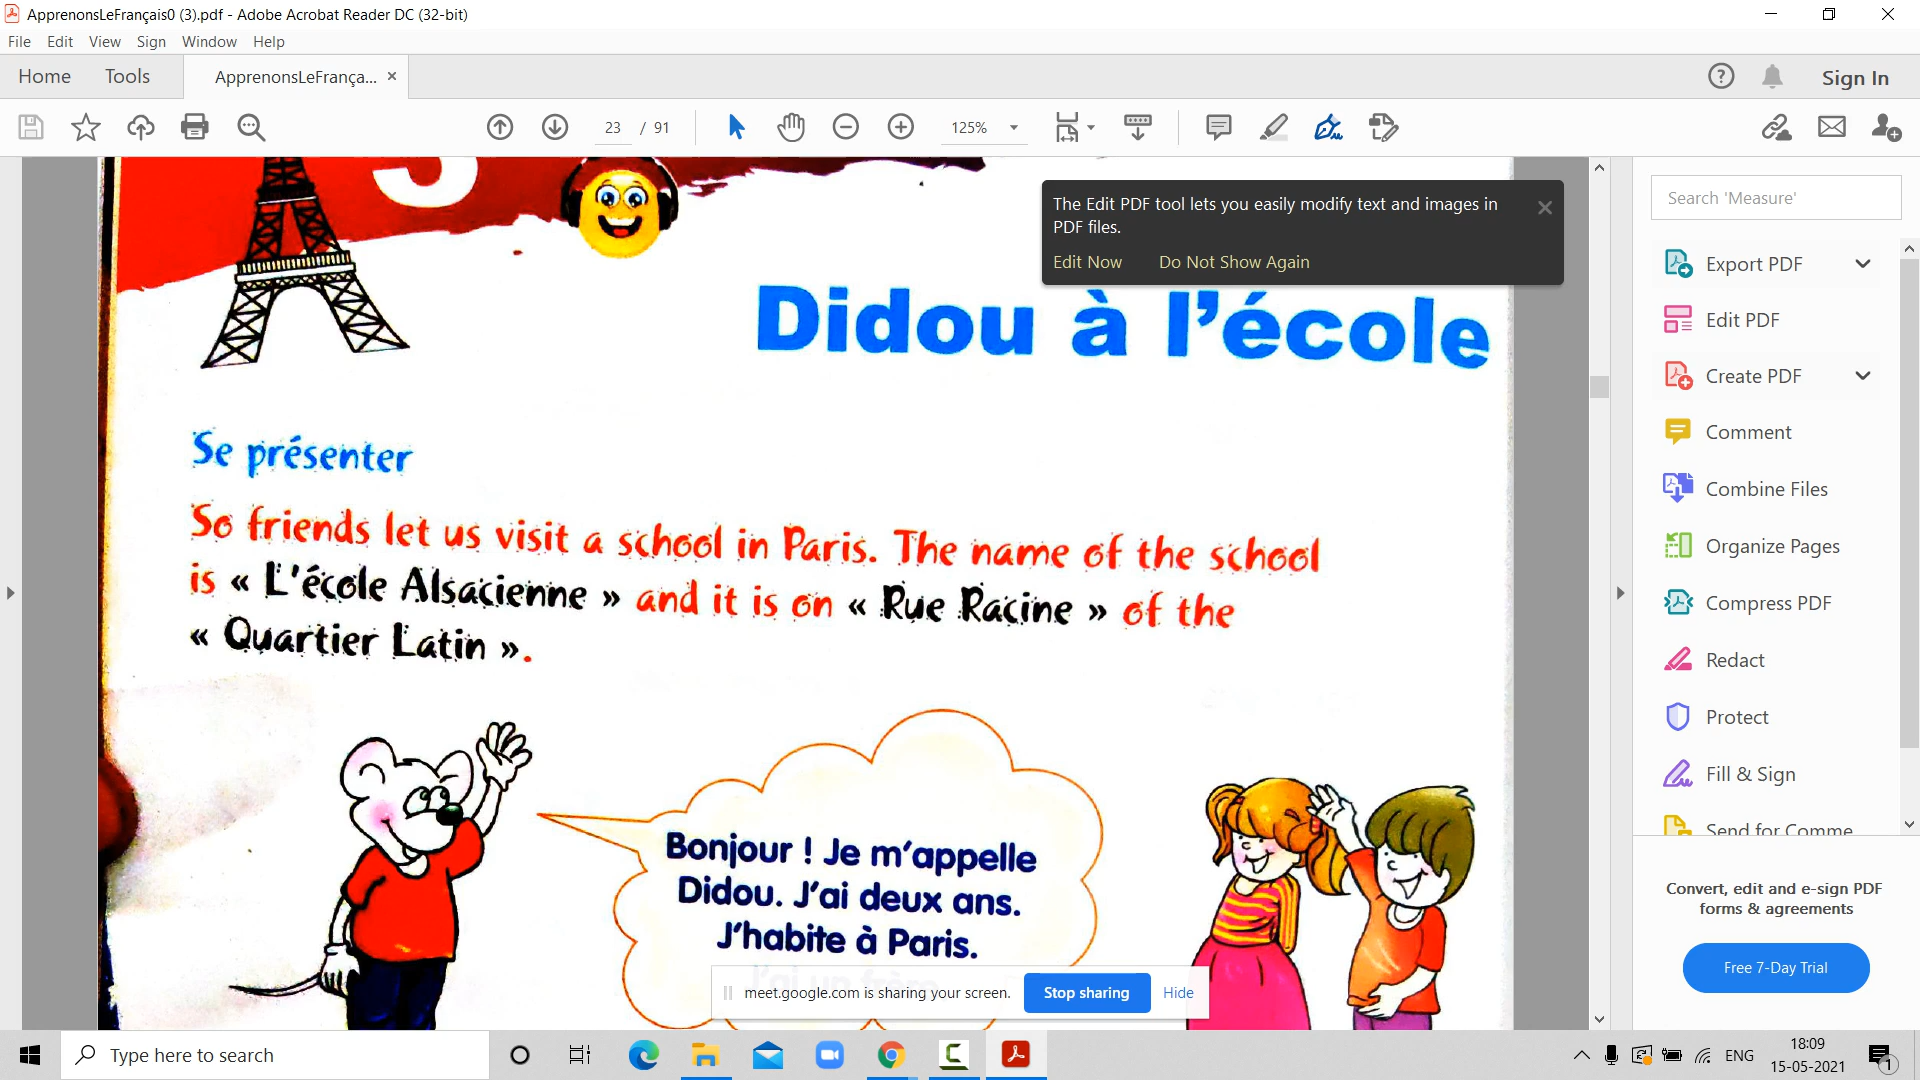 ApprenonsLeFrançais0 (3).pdf - Adobe Acrobat Reader DC (32-bit)
File Edit View Sign Window Help
Home Tools ApprenonsLeFrança... Sign In
23 / 91 125%
The Edit PDF tool lets you easily modify text and images in
PDF files.
Edit Now Do Not Show Again
Didou à l'école
Se présenter
So friends let us visit a school in Paris. The name of the school
is « L'école Alsacienne » and it is on « Rue Racine » of the
« Quartier Latin ».
Bonjour ! Je m'appelle
Didou. J'ai deux ans.
J'habite à Paris.
meet.google.com is sharing your screen. Stop sharing Hide
Search 'Measure'
Export PDF
Edit PDF
Create PDF
Comment
Combine Files
Organize Pages
Compress PDF
Redact
Protect
Fill & Sign
Send for Comme
Convert, edit and e-sign PDF
forms & agreements
Free 7-Day Trial
Type here to search
ENG
18:09
15-05-2021
1